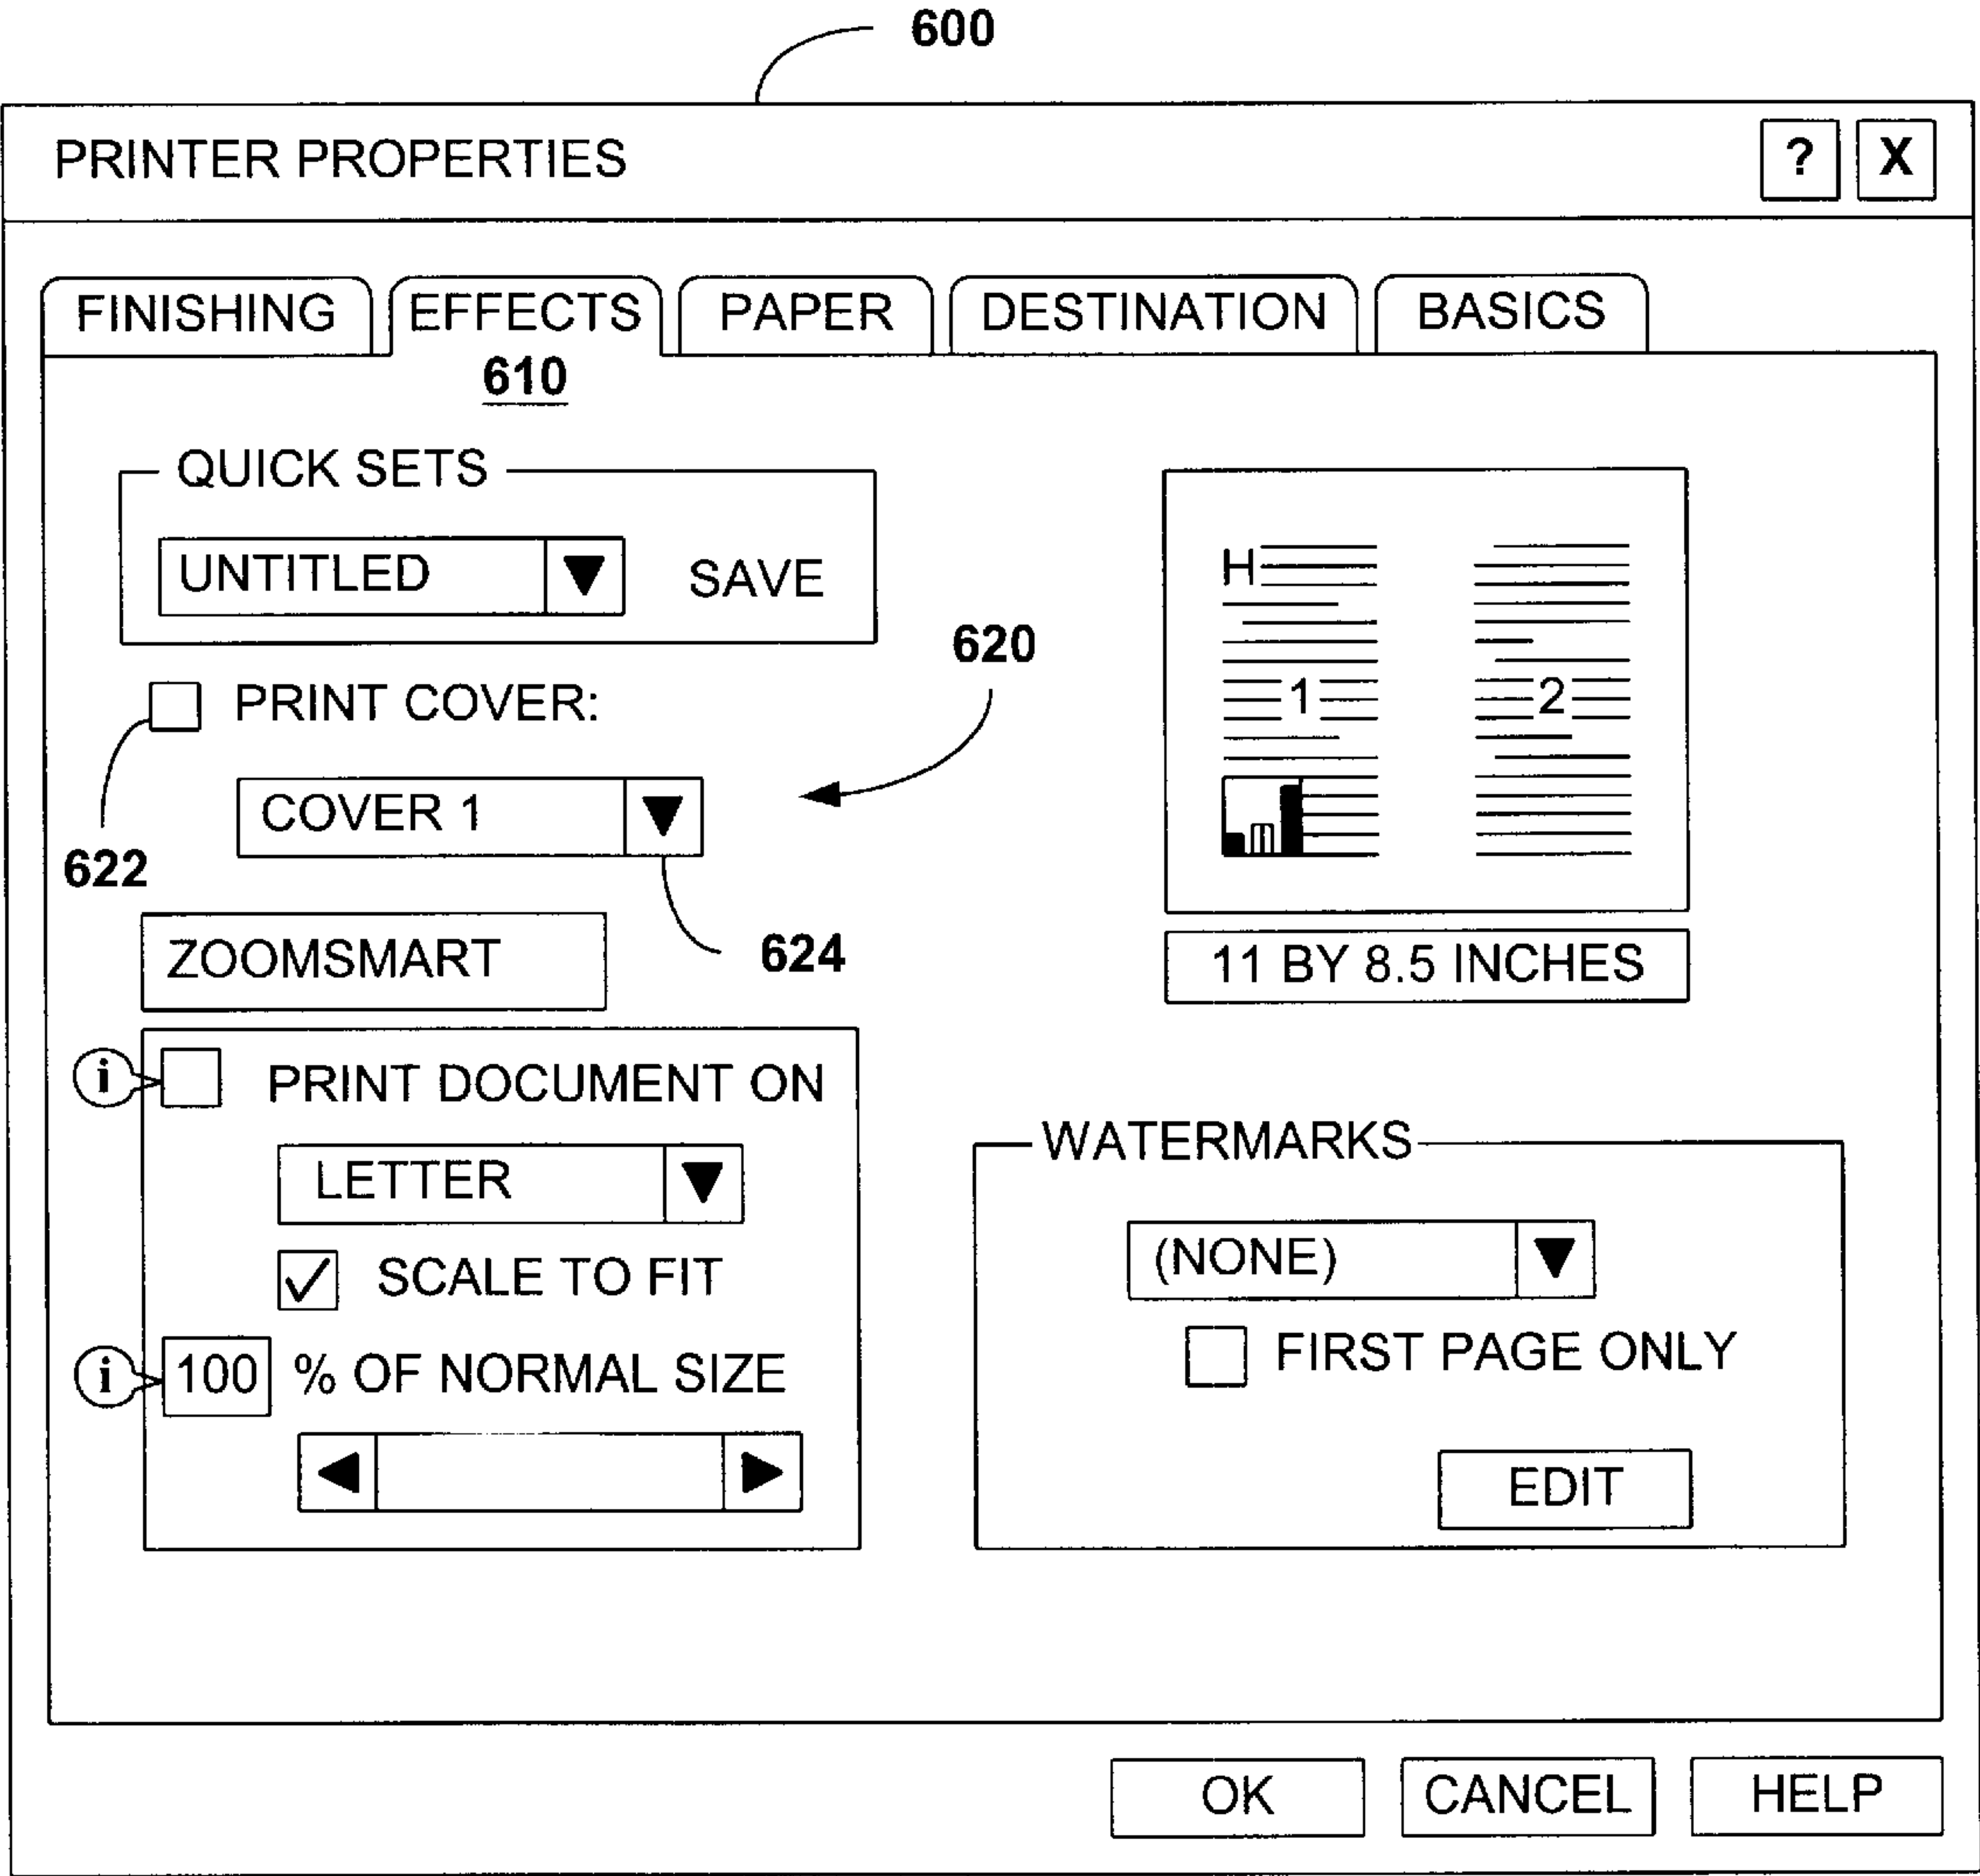 600
PRINTER PROPERTIES ? X
FINISHING EFFECTS PAPER DESTINATION BASICS
610
QUICK SETS
UNTITLED SAVE
620
PRINT COVER:
COVER 1
622
624
H
1 2
11 BY 8.5 INCHES
ZOOMSMART
i PRINT DOCUMENT ON
LETTER
SCALE TO FIT
i 100 % OF NORMAL SIZE
WATERMARKS
(NONE)
FIRST PAGE ONLY
EDIT
OK CANCEL HELP